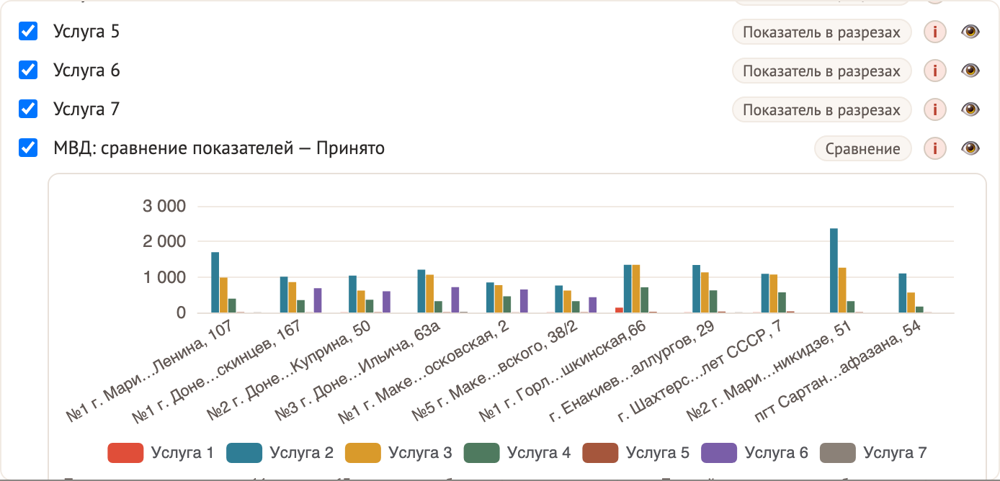 Услуга 5 Показатель в разрезах i
Услуга 6 Показатель в разрезах i
Услуга 7 Показатель в разрезах i
МВД: сравнение показателей — Принято Сравнение i
3 000
2 000
1 000
0
№1 г. Мари...Ленина, 107
№1 г. Доне...скинцев, 167
№2 г. Доне...Куприна, 50
№3 г. Доне...Ильича, 63а
№1 г. Маке...осковская, 2
№5 г. Маке...вского, 38/2
№1 г. Горл...шкинская,66
г. Енакиев...аллургов, 29
г. Шахтерс...лет СССР, 7
№2 г. Мари...никидзе, 51
пгт Сартан...афазана, 54
Услуга 1 Услуга 2 Услуга 3 Услуга 4 Услуга 5 Услуга 6 Услуга 7